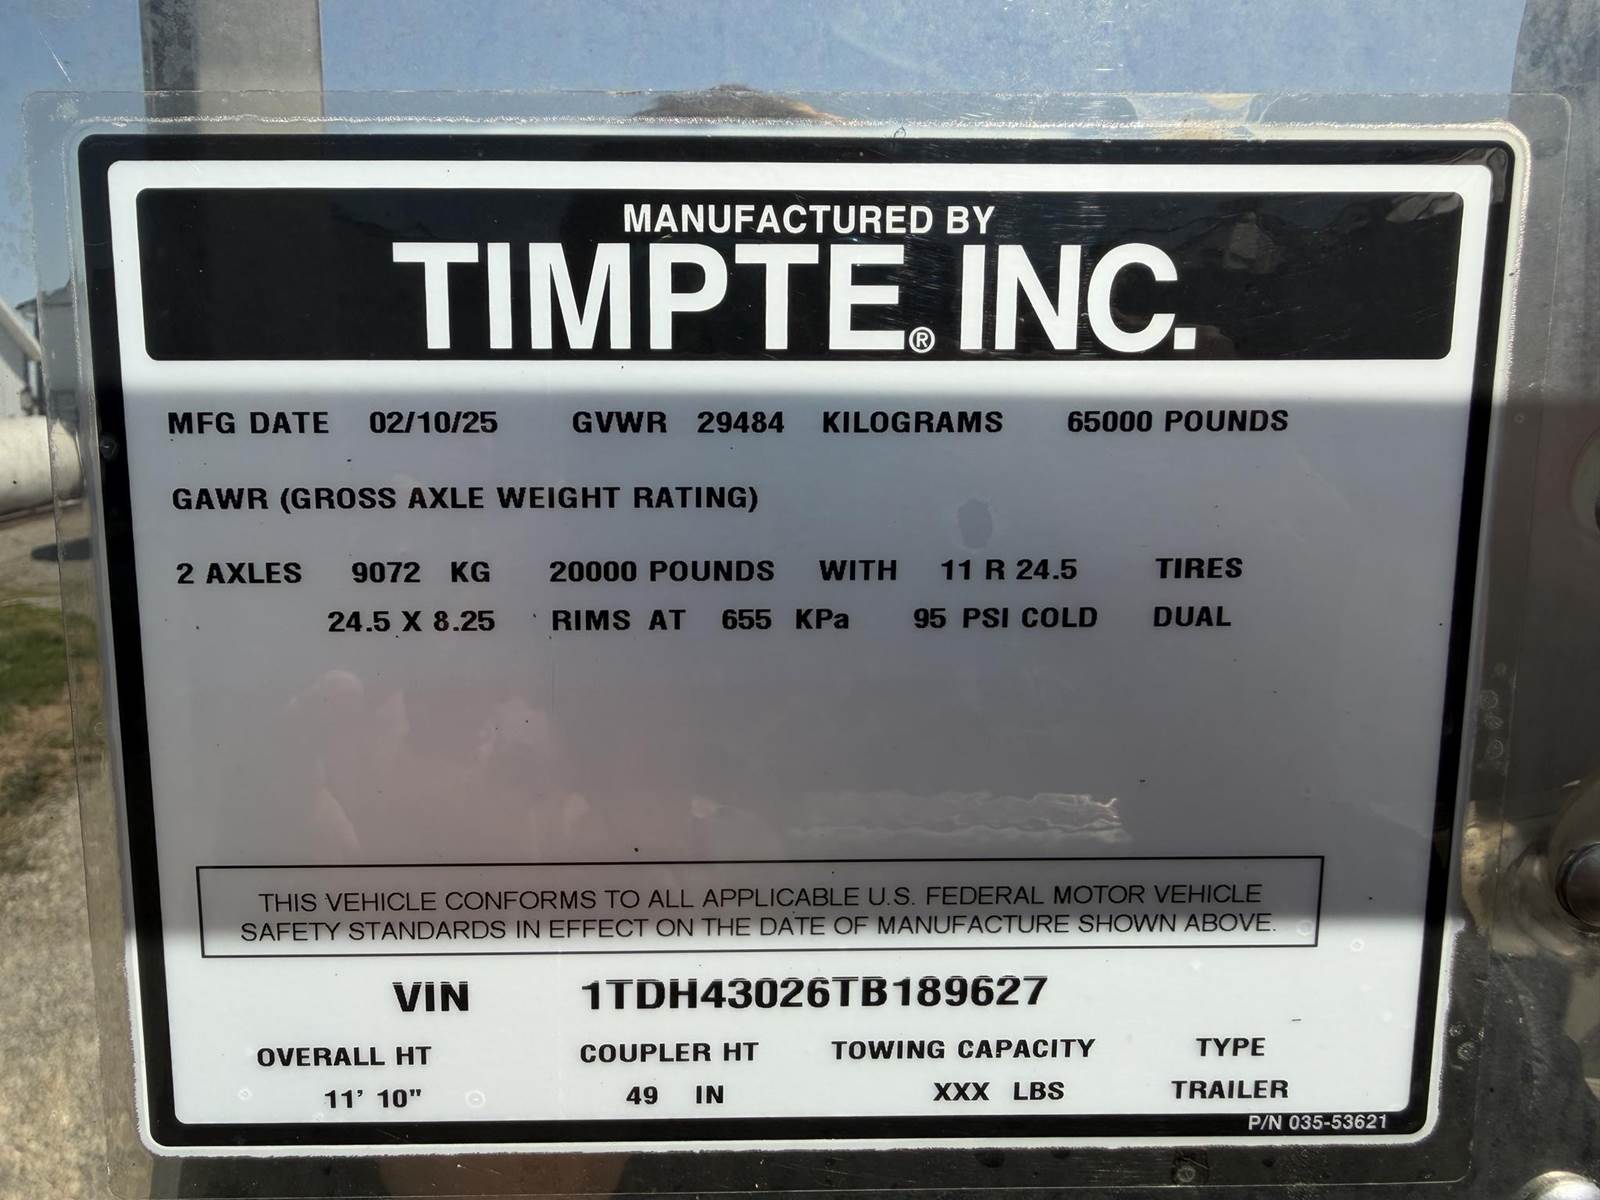 MANUFACTURED BY
TIMPTE® INC.
MFG DATE 02/10/25 GVWR 29484 KILOGRAMS 65000 POUNDS
GAWR (GROSS AXLE WEIGHT RATING)
2 AXLES 9072 KG 20000 POUNDS WITH 11 R 24.5 TIRES
24.5 X 8.25 RIMS AT 655 KPa 95 PSI COLD DUAL
THIS VEHICLE CONFORMS TO ALL APPLICABLE U.S. FEDERAL MOTOR VEHICLE
SAFETY STANDARDS IN EFFECT ON THE DATE OF MANUFACTURE SHOWN ABOVE.
VIN 1TDH43026TB189627
OVERALL HT COUPLER HT TOWING CAPACITY TYPE
11' 10" 49 IN XXX LBS TRAILER
P/N 035-53621